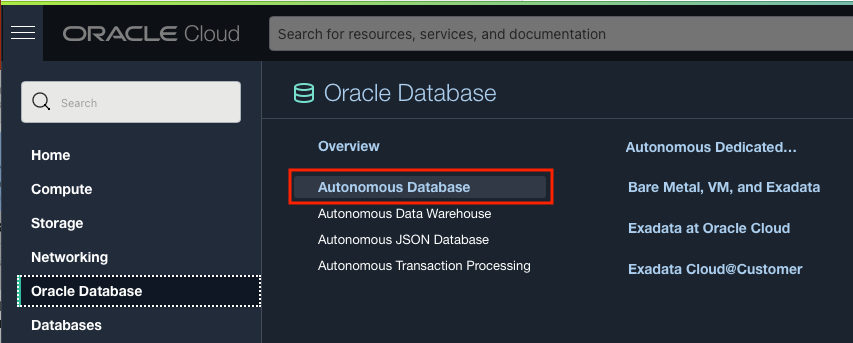 ORACLE Cloud
Search for resources, services, and documentation
Search
Home
Compute
Storage
Networking
Oracle Database
Databases
Oracle Database
Overview
Autonomous Database
Autonomous Data Warehouse
Autonomous JSON Database
Autonomous Transaction Processing
Autonomous Dedicated...
Bare Metal, VM, and Exadata
Exadata at Oracle Cloud
Exadata Cloud@Customer